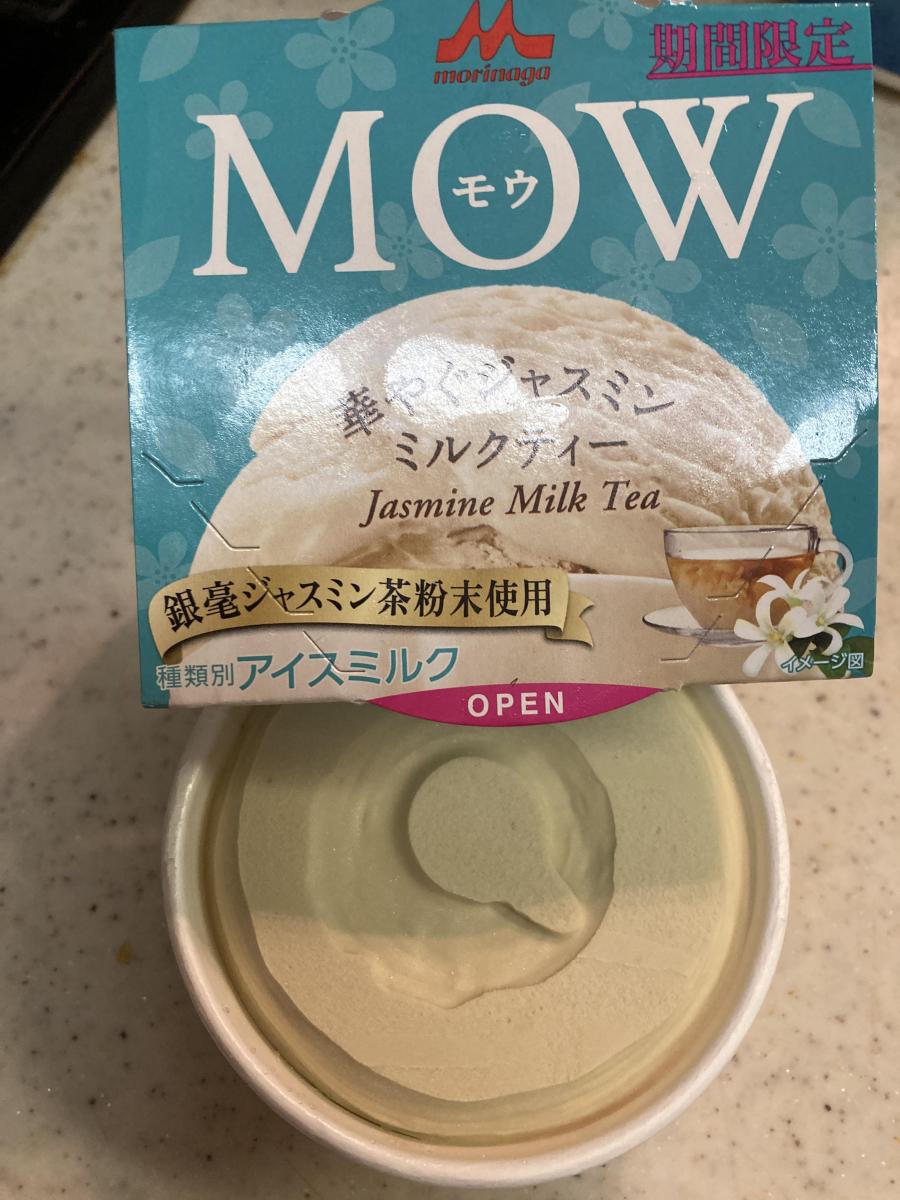 morinaga
期間限定
MOW
モウ
華やぐジャスミン
ミルクティー
Jasmine Milk Tea
銀毫ジャスミン茶粉末使用
種類別アイスミルク
イメージ図
OPEN